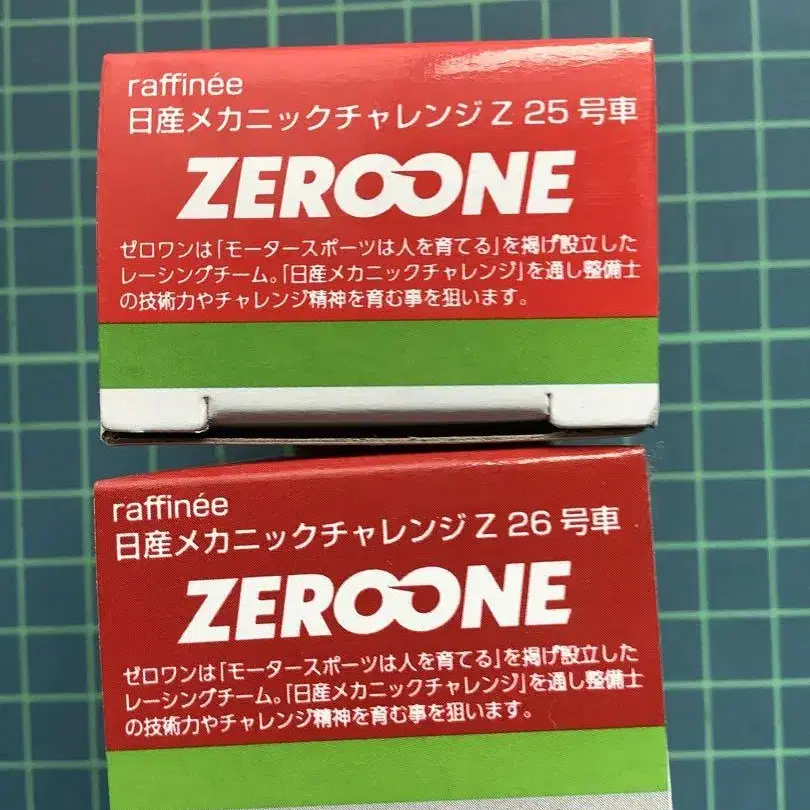 raffinée
日産メカニックチャレンジ Z 25 号車
ZEROONE
ゼロワンは「モータースポーツは人を育てる」を掲げ設立した
レーシングチーム。「日産メカニックチャレンジ」を通し整備士
の技術力やチャレンジ精神を育む事を狙います。
raffinée
日産メカニックチャレンジ Z 26 号車
ZEROONE
ゼロワンは「モータースポーツは人を育てる」を掲げ設立した
レーシングチーム。「日産メカニックチャレンジ」を通し整備士
の技術力やチャレンジ精神を育む事を狙います。